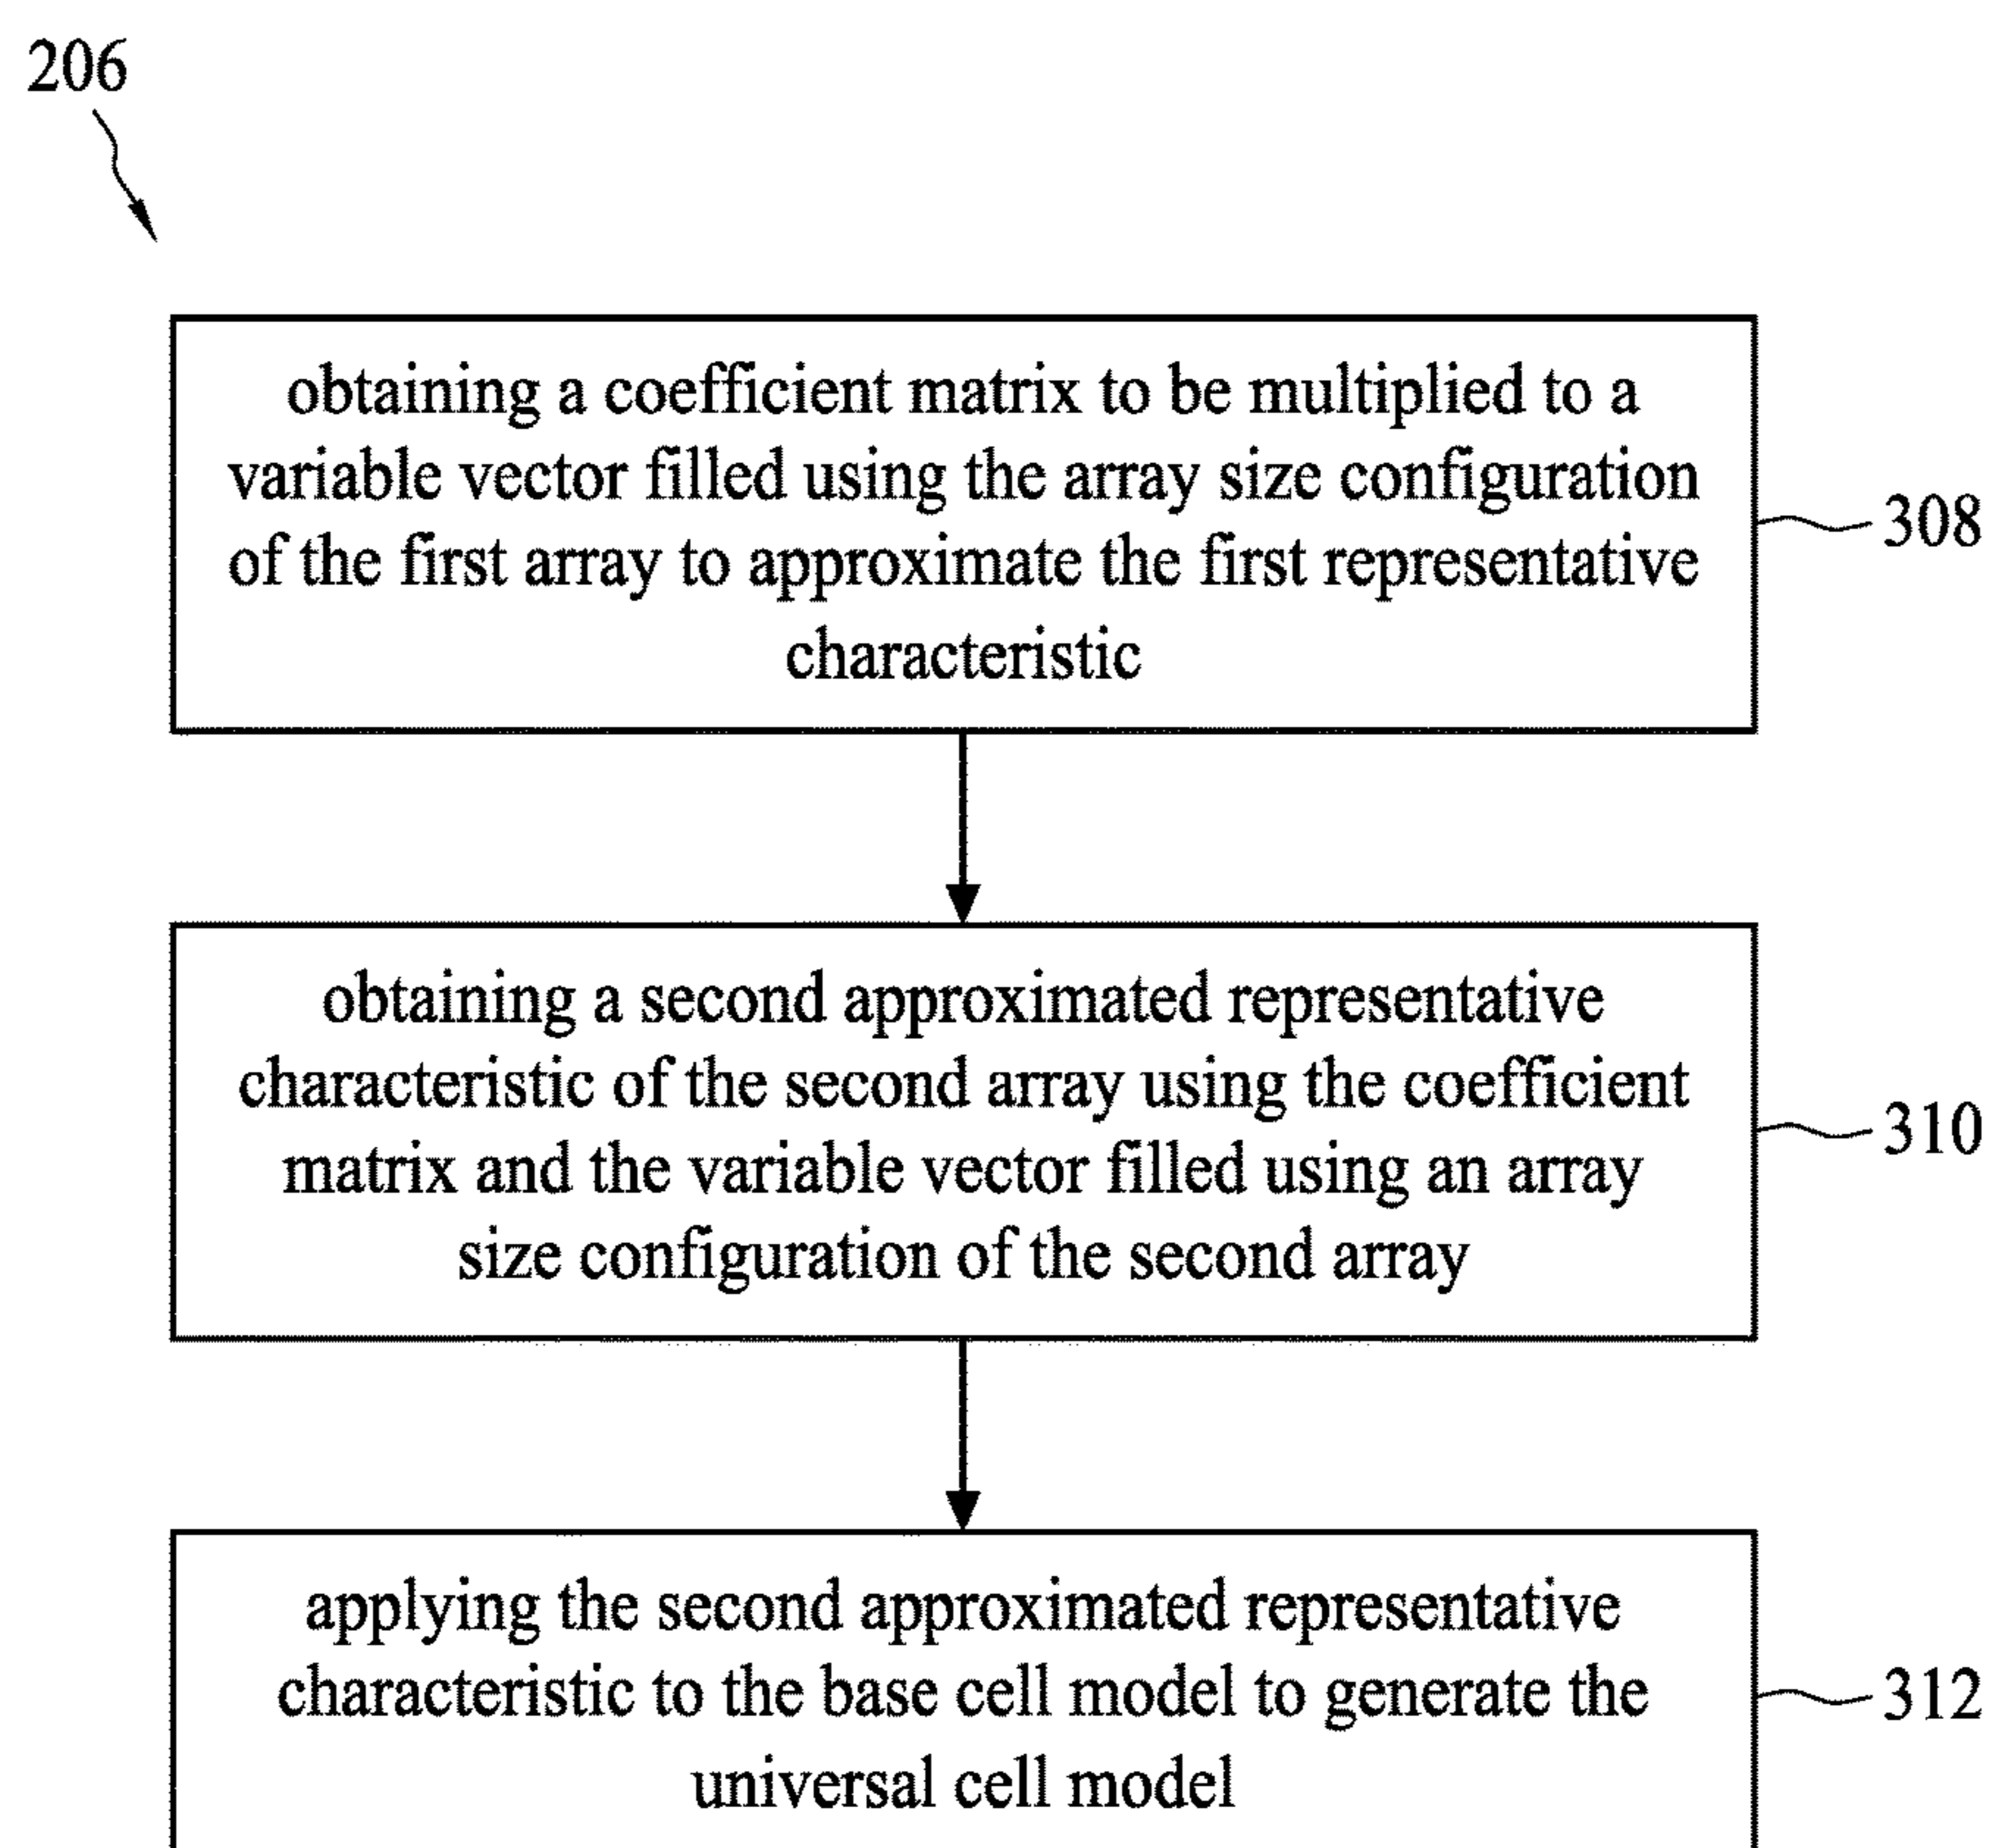 206
obtaining a coefficient matrix to be multiplied to a
variable vector filled using the array size configuration
of the first array to approximate the first representative
characteristic
308
obtaining a second approximated representative
characteristic of the second array using the coefficient
matrix and the variable vector filled using an array
size configuration of the second array
310
applying the second approximated representative
characteristic to the base cell model to generate the
universal cell model
312